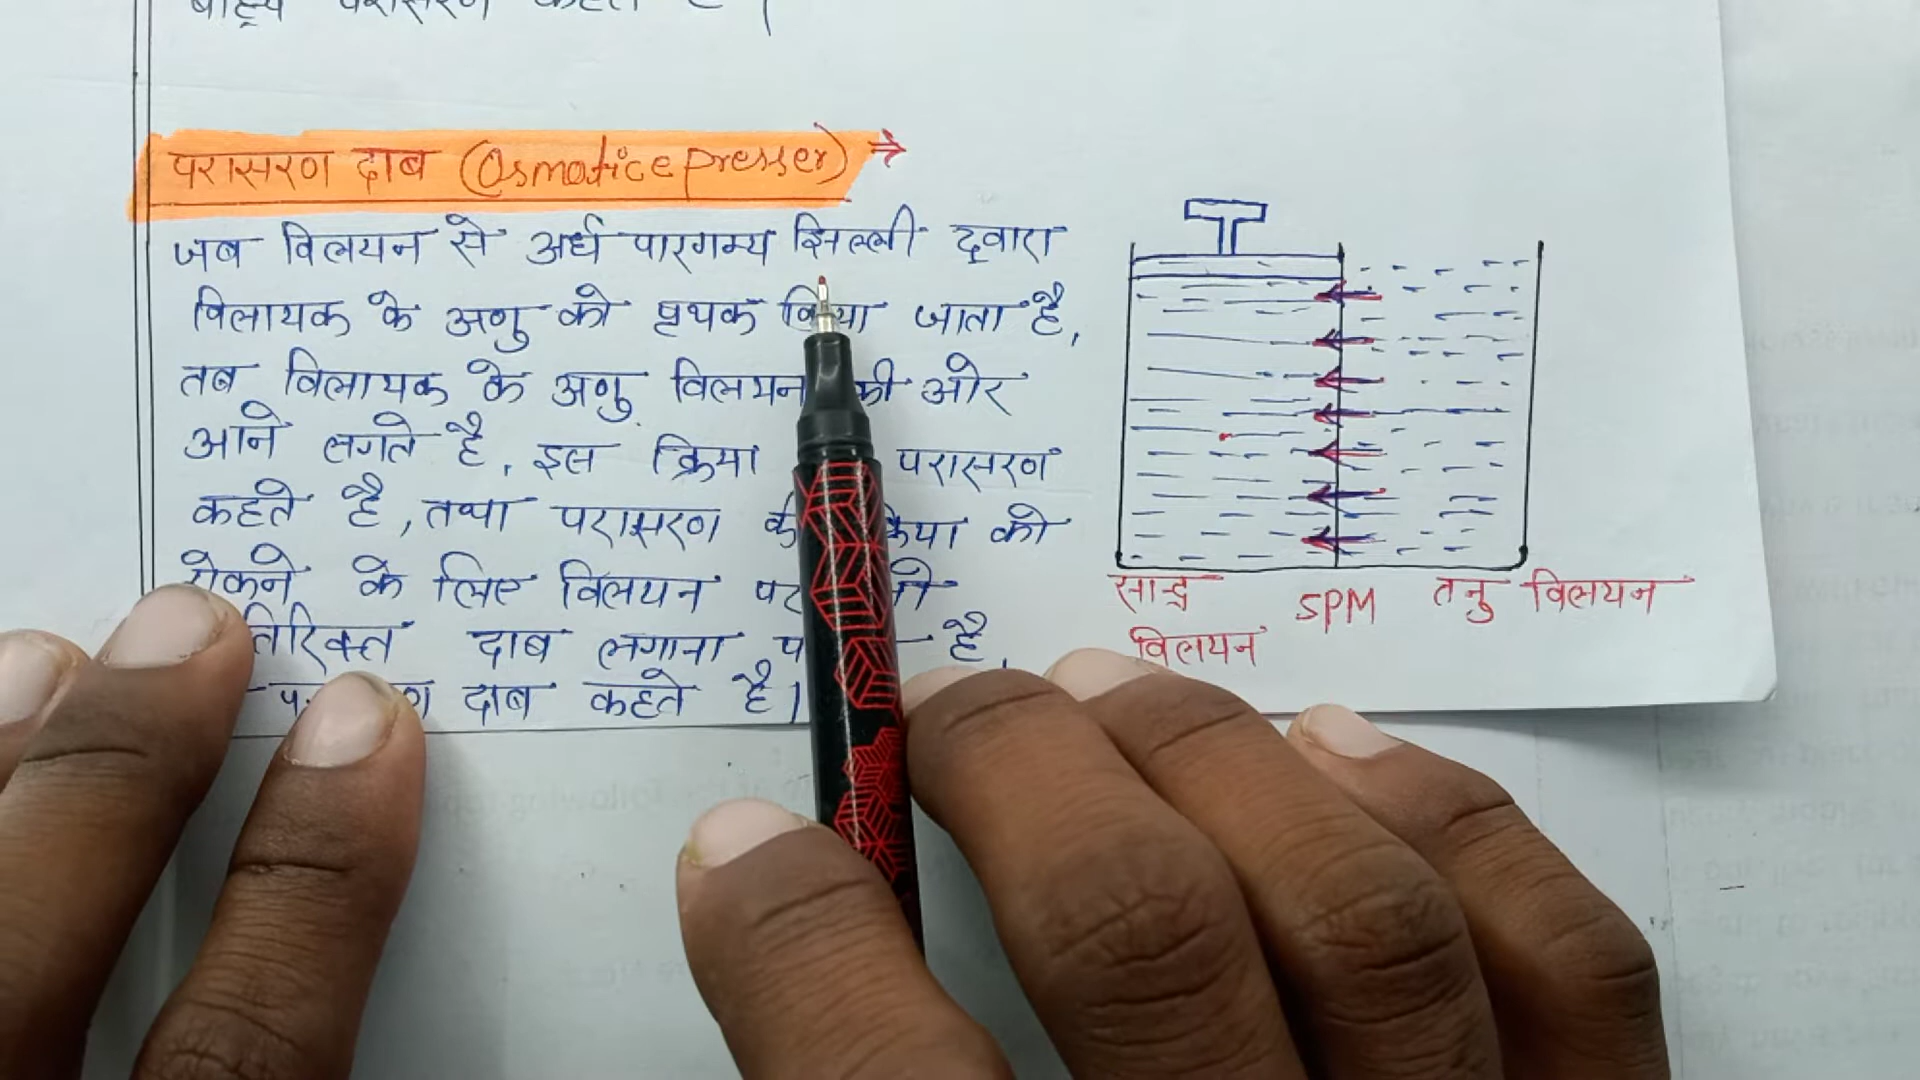 परासरण दाब (Osmotice presser) →
जब विलयन से अर्ध पारगम्य झिल्ली द्वारा
विलायक के अणु को पृथक किया जाता है,
तब विलायक के अणु विलयन की ओर
आने लगते है, इस क्रिया परासरण
कहते है, तथा परासरण की क्रिया को
रोकने के लिए विलयन पर
दाब लगाना है,
दाब कहते है।
सान्द्र
विलयन
SPM
तनु विलयन